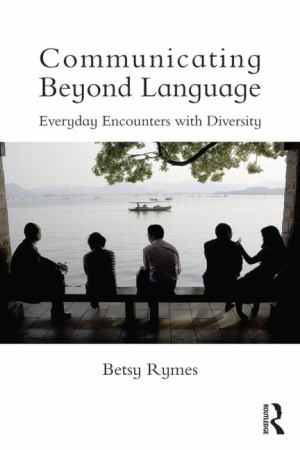 Communicating
Beyond Language
Everyday Encounters with Diversity
Betsy Rymes
ROUTLEDGE